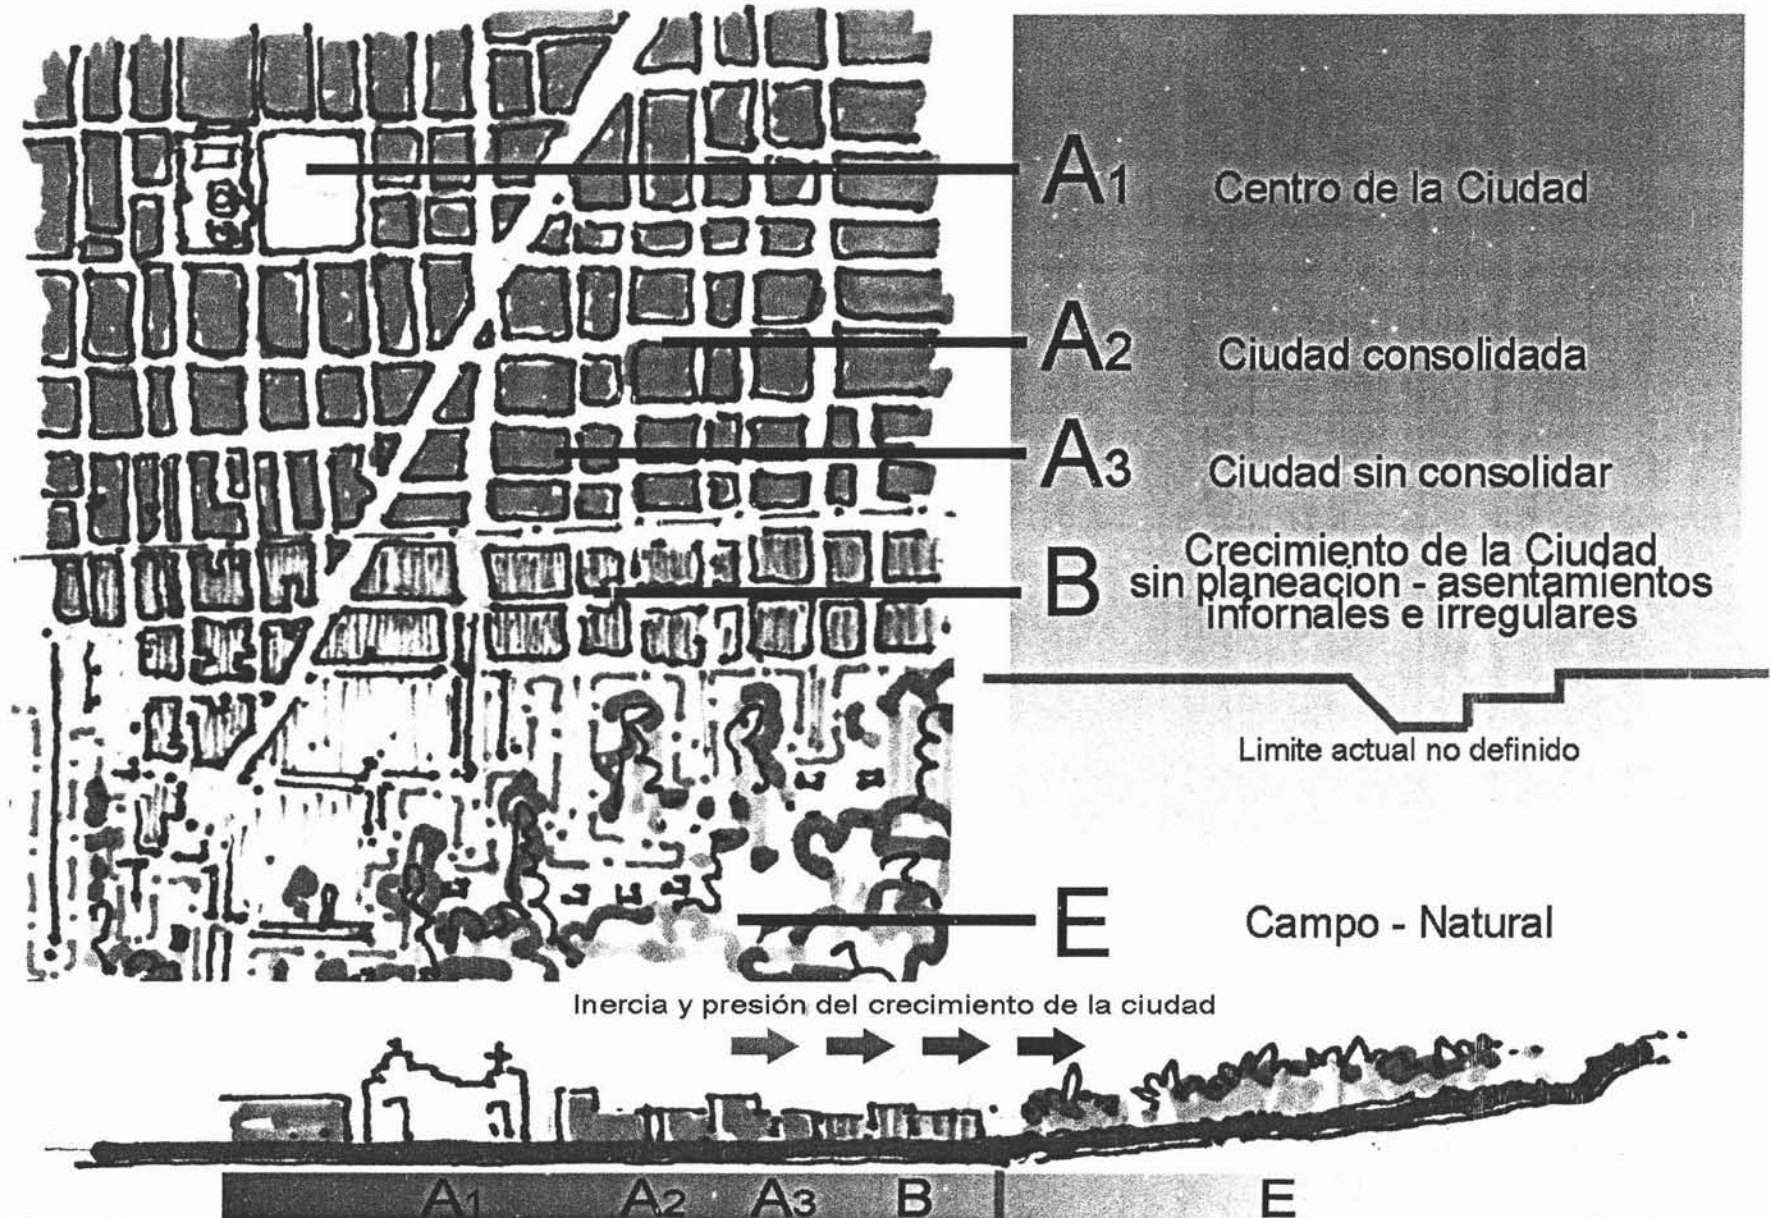 A1 Centro de la Ciudad
A2 Ciudad consolidada
A3 Ciudad sin consolidar
B Crecimiento de la Ciudad
sin planeacion - asentamientos
infornales e irregulares
Limite actual no definido
E Campo - Natural
Inercia y presión del crecimiento de la ciudad
A1 A2 A3 B E